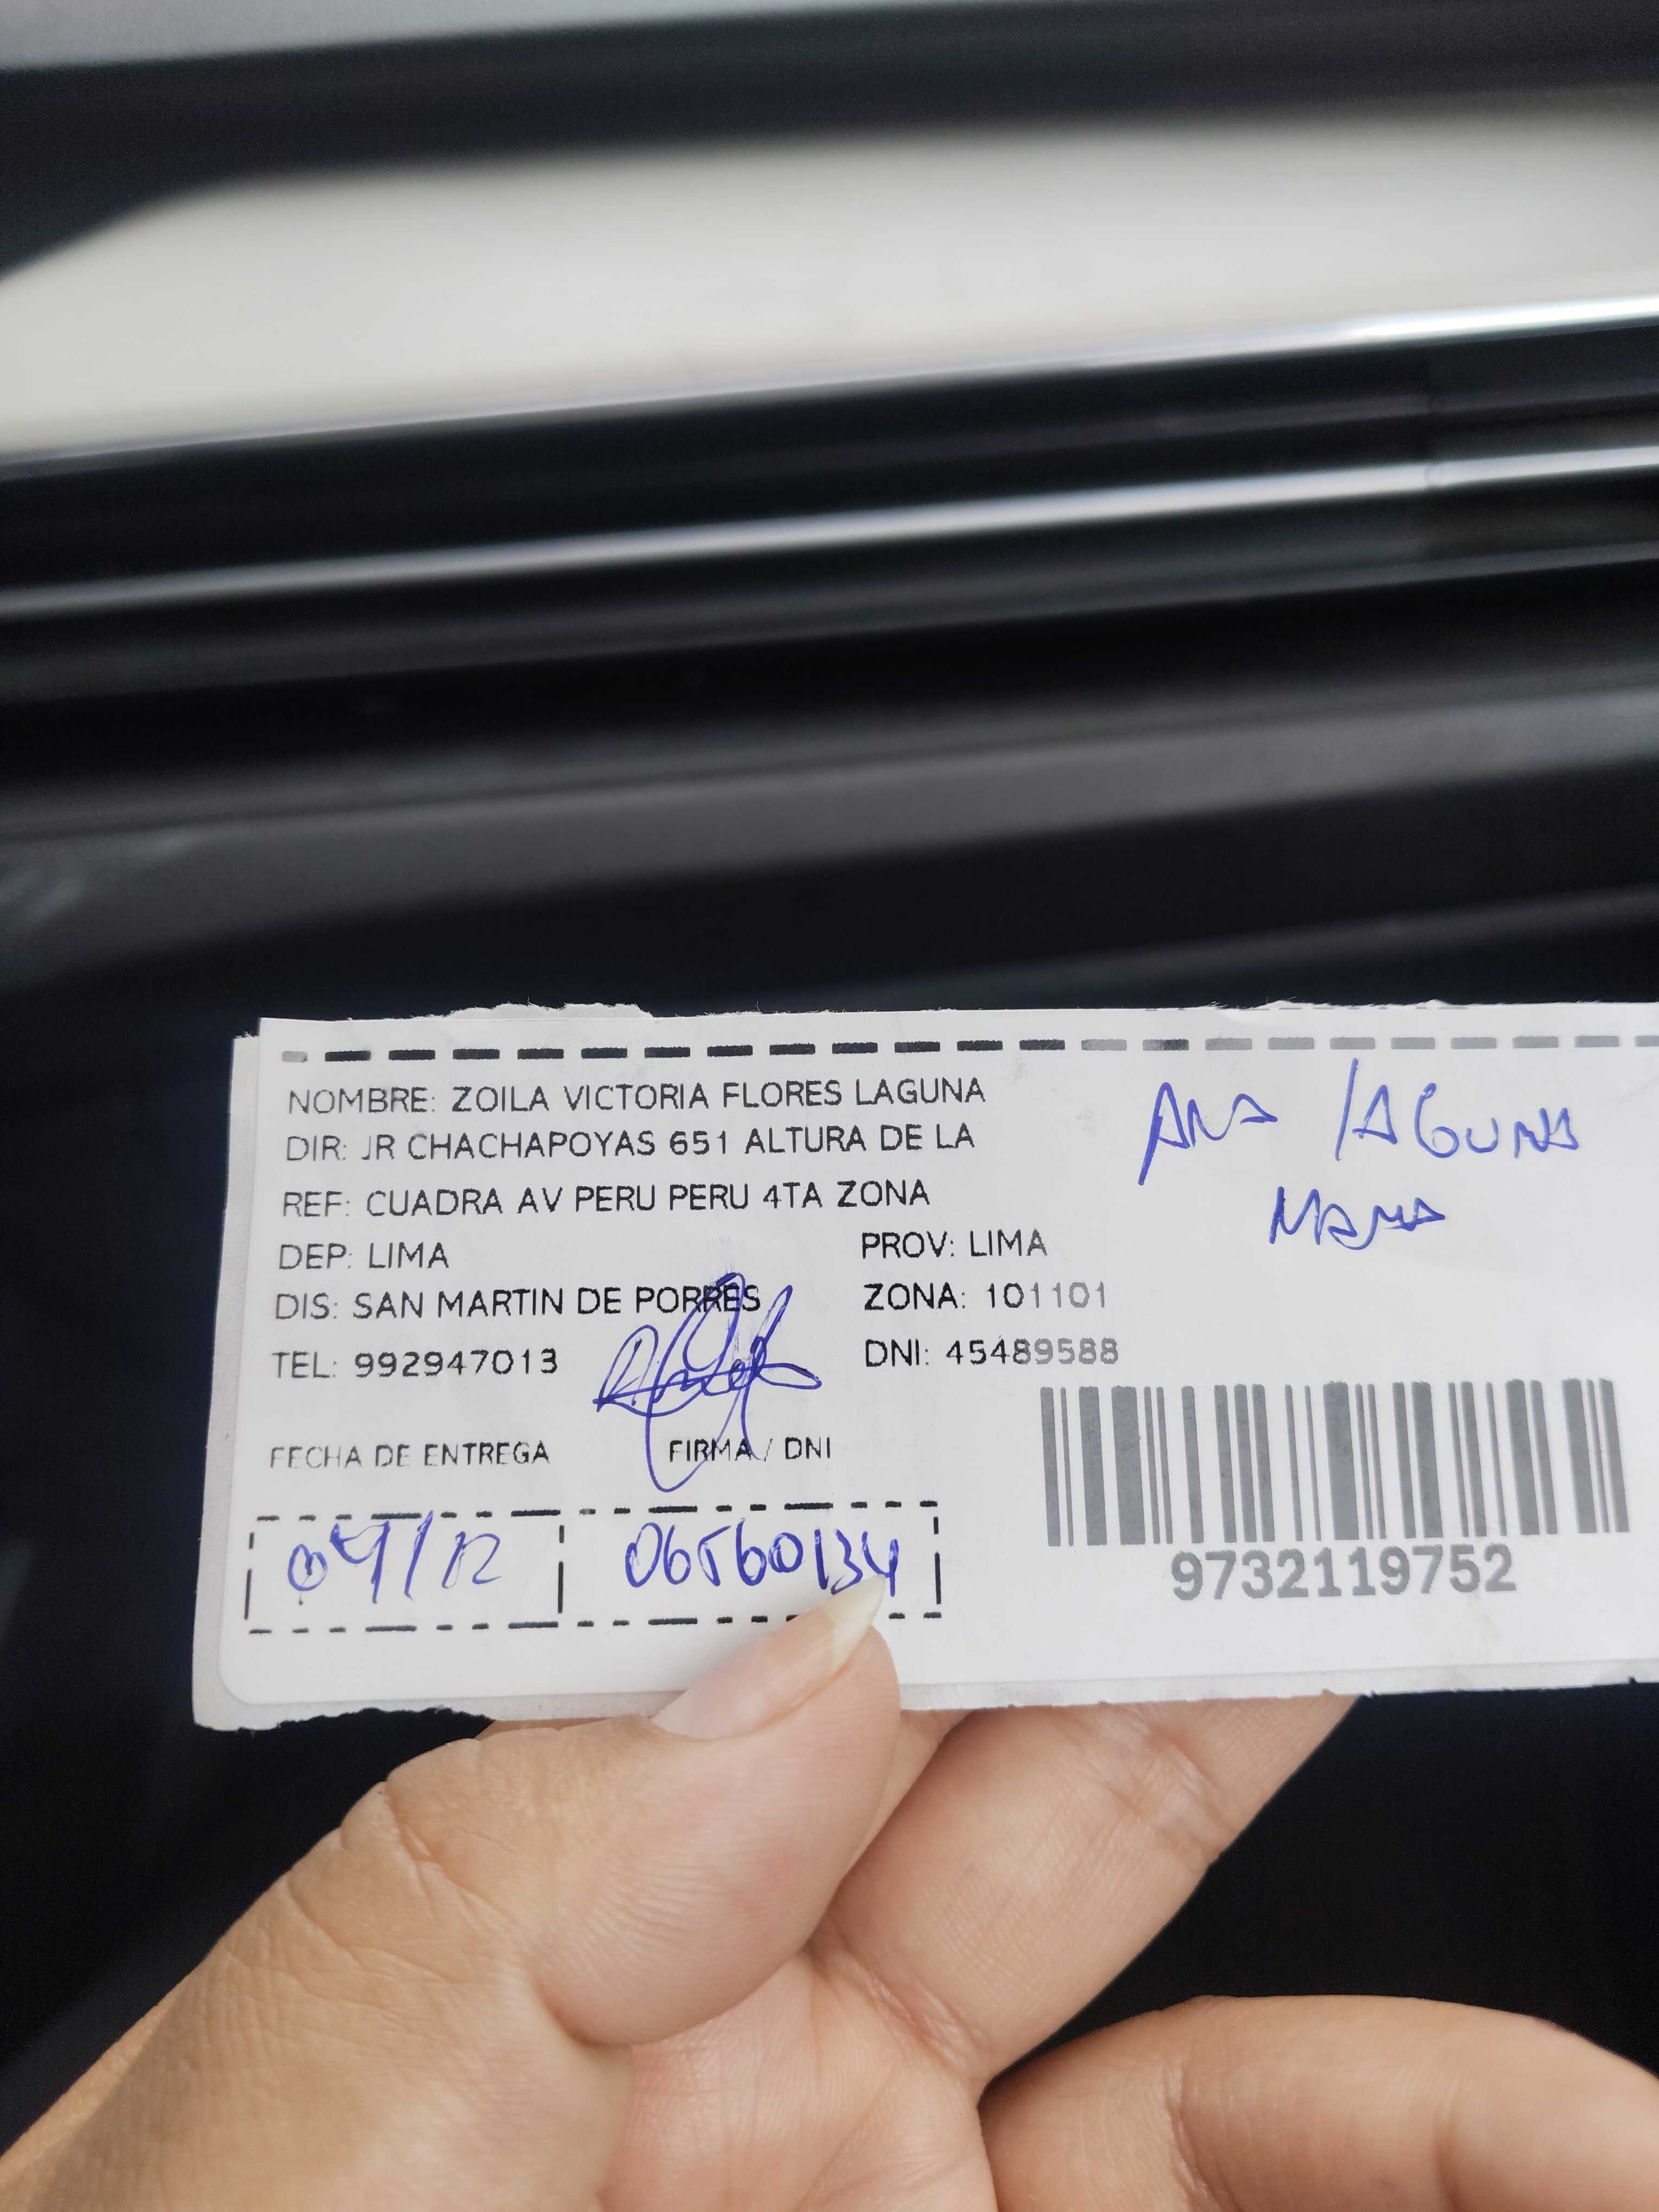 NOMBRE: ZOILA VICTORIA FLORES LAGUNA
DIR: JR CHACHAPOYAS 651 ALTURA DE LA
REF: CUADRA AV PERU PERU 4TA ZONA
DEP: LIMA
PROV: LIMA
DIS: SAN MARTIN DE PORRES
ZONA: 101101
TEL: 992947013
DNI: 45489588
FECHA DE ENTREGA
FIRMA / DNI
04/12
06560134
9732119752
ANA LAGUNA
MAMA